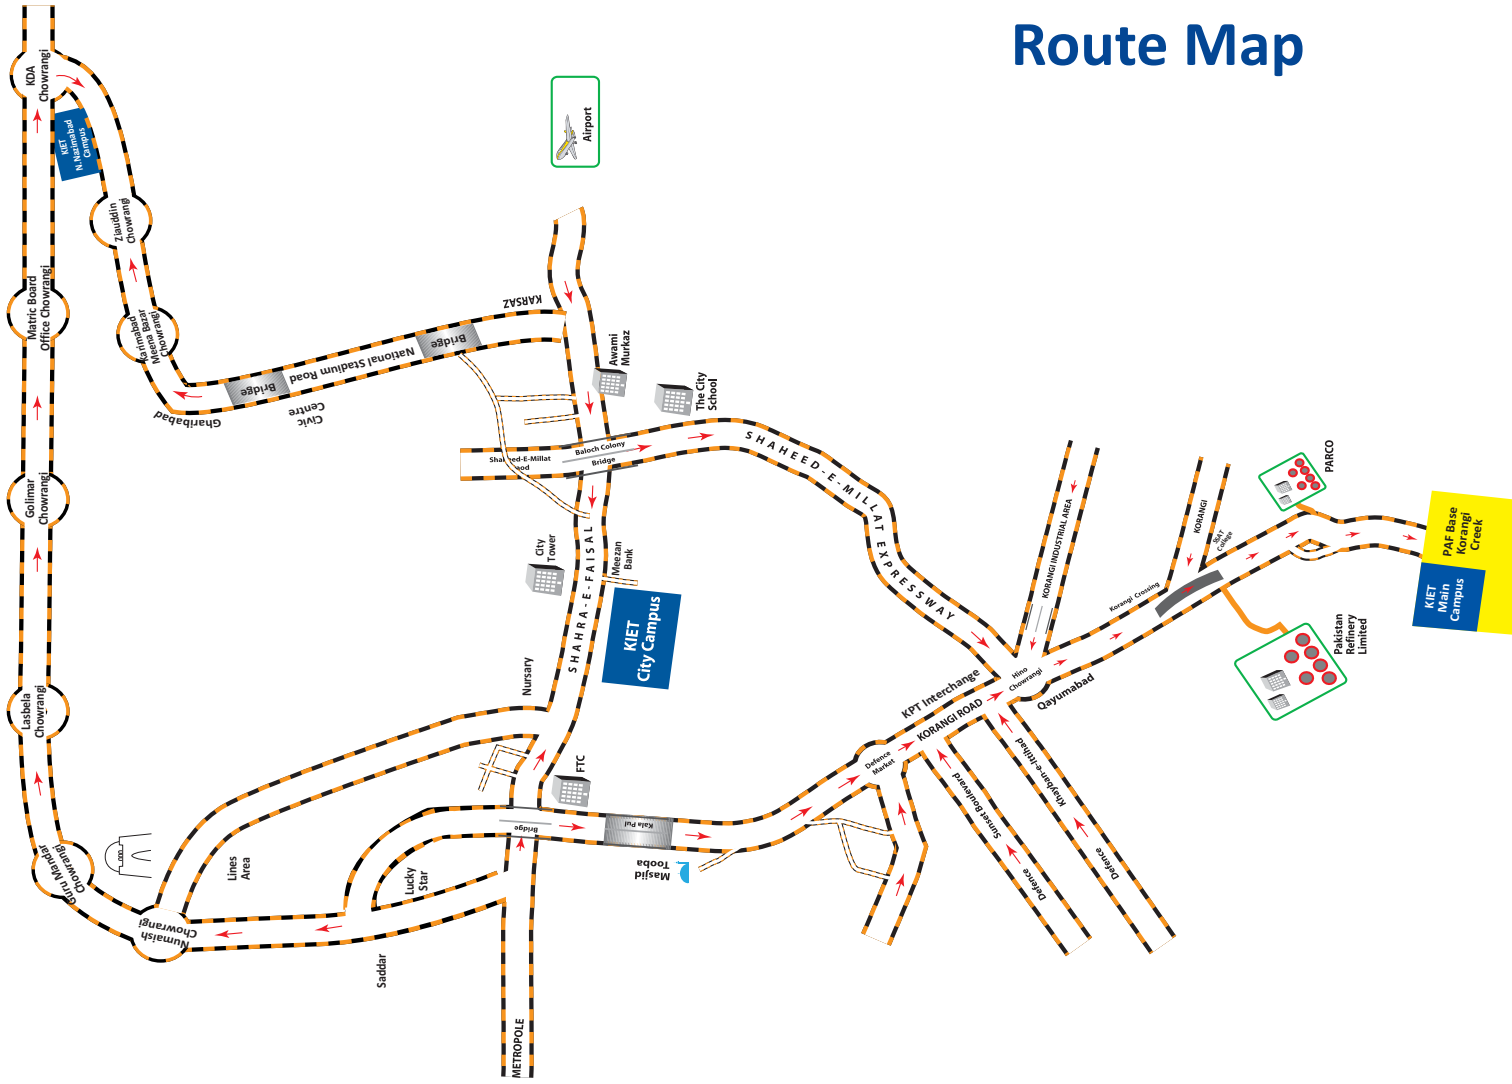 Route Map
KDA
Chowrangi
KIET
N.Nazimabad
Campus
Ziauddin
Chowrangi
Matric Board
Office Chowrangi
Karimabad
Meena Bazar
Chowrangi
Gharibabad
Bridge
Civic
Centre
National Stadium Road
Bridge
KARSAZ
Airport
Awami
Murkaz
The City
School
Baloch Colony
Bridge
SHAHEED-E-MILLAT EXPRESSWAY
Golimar
Chowrangi
City
Tower
SHAHRA-E-FAISAL
Meezan
Bank
KIET
City Campus
Nursary
Lasbela
Chowrangi
FTC
Bridge
Kala Pul
Masjid
Tooba
Guru Mandar
Chowrangi
Numaish
Chowrangi
Lines
Area
Lucky
Star
Saddar
METROPOLE
Defence
Market
KORANGI ROAD
KPT Interchange
Hino
Chowrangi
Qayumabad
Khayban-e-Ittihad
Defence
Sunset Boulevard
Defence
KORANGI INDUSTRIAL AREA
KORANGI
Korangi Crossing
College
PARCO
Pakistan
Refinery
Limited
PAF Base
Korangi
Creek
KIET
Main
Campus